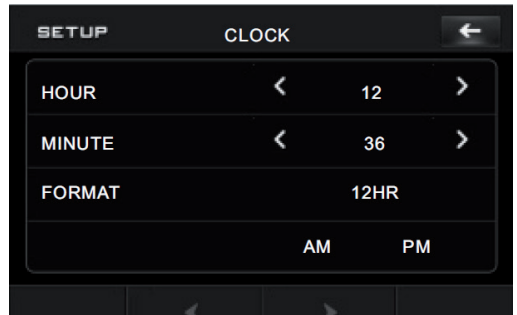 SETUP CLOCK
HOUR 12
MINUTE 36
FORMAT 12HR
AM PM